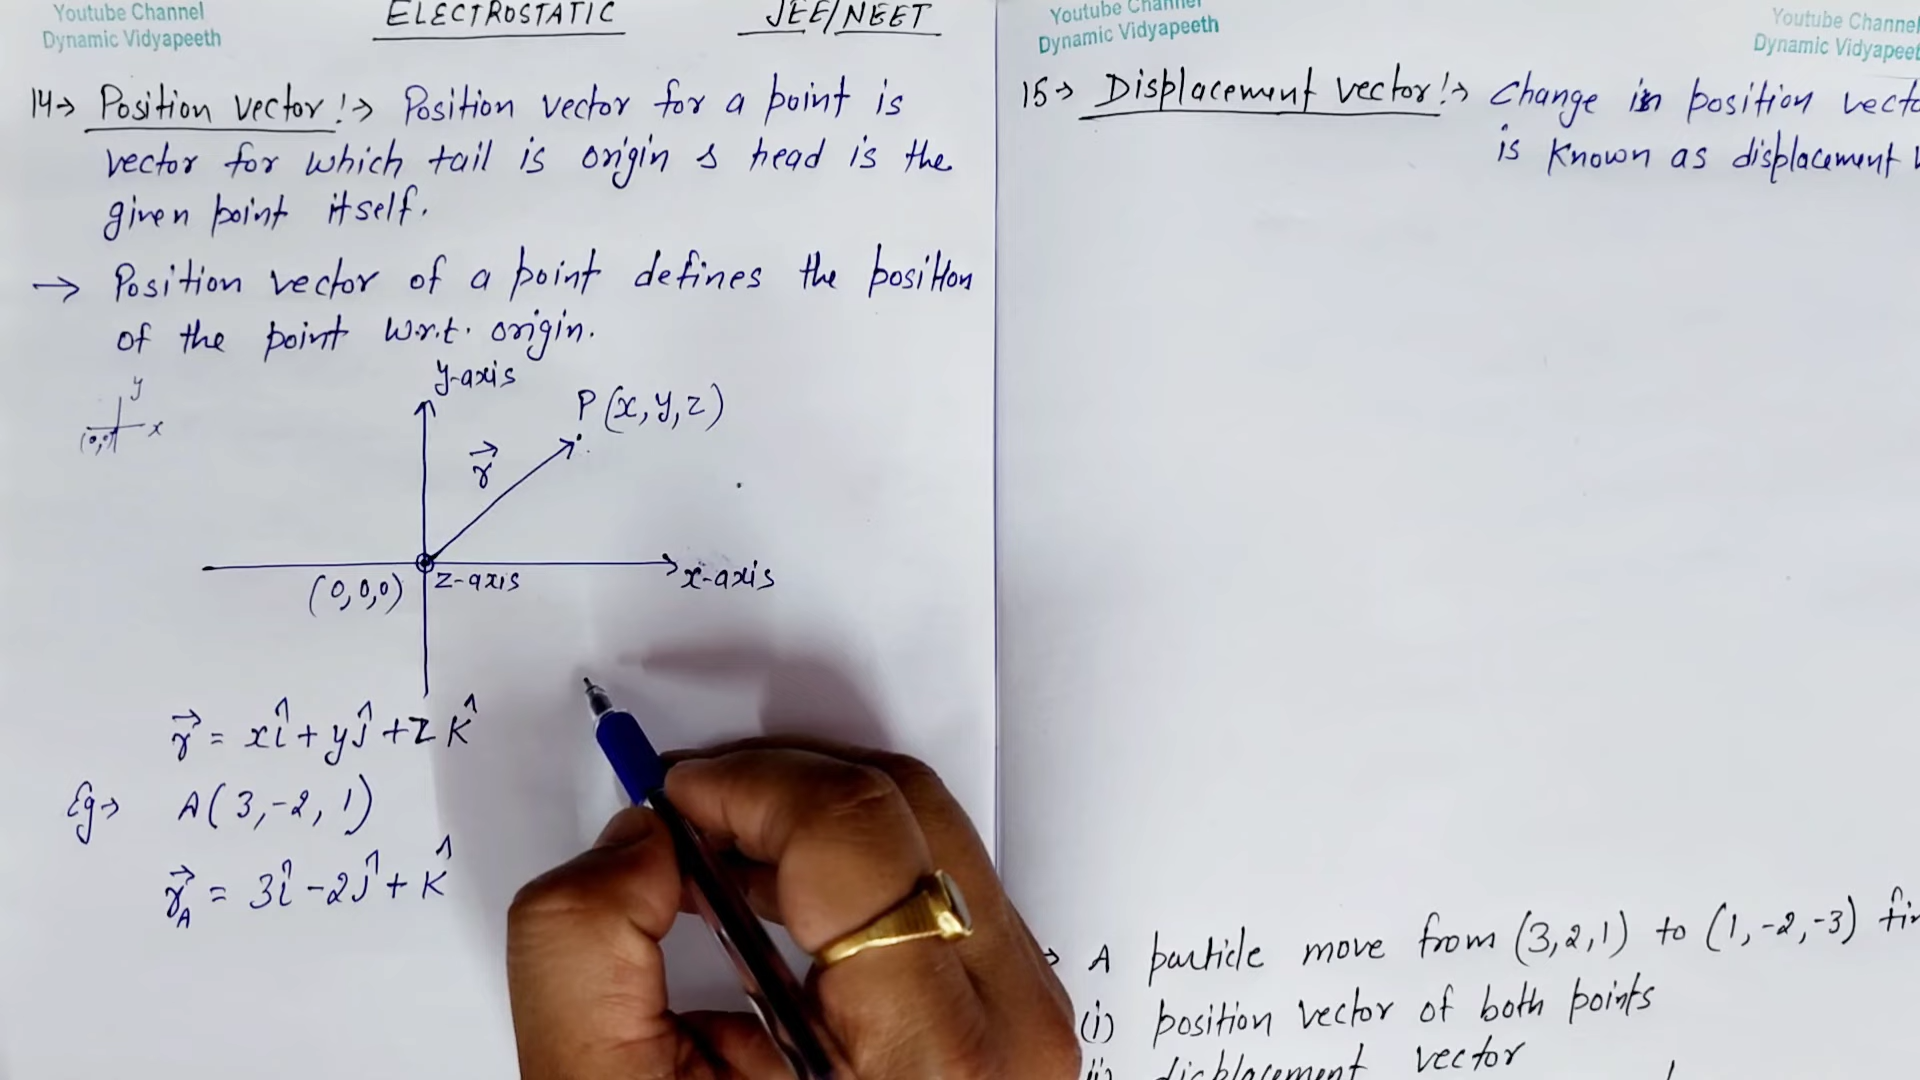 Youtube Channel
Dynamic Vidyapeeth
ELECTROSTATIC
JEE/NEET
14→ Position vector!→ Position vector for a point is
vector for which tail is origin & head is the
given point itself.
→ Position vector of a point defines the position
of the point w.r.t. origin.
y
x
(0,0)
y-axis
P(x,y,z)
r⃗
(0,0,0)
z-axis
x-axis
r⃗ = xî + yĵ + z k̂
Eg→ A(3,-2,1)
r⃗_A = 3î - 2ĵ + k̂
Youtube Channel
Dynamic Vidyapeeth
Youtube Channel
Dynamic Vidyapeet
15→ Displacement vector!→ Change in position vecto
is known as displacement
→ A particle move from (3,2,1) to (1,-2,-3)
(i) position vector of both points
displacement vector